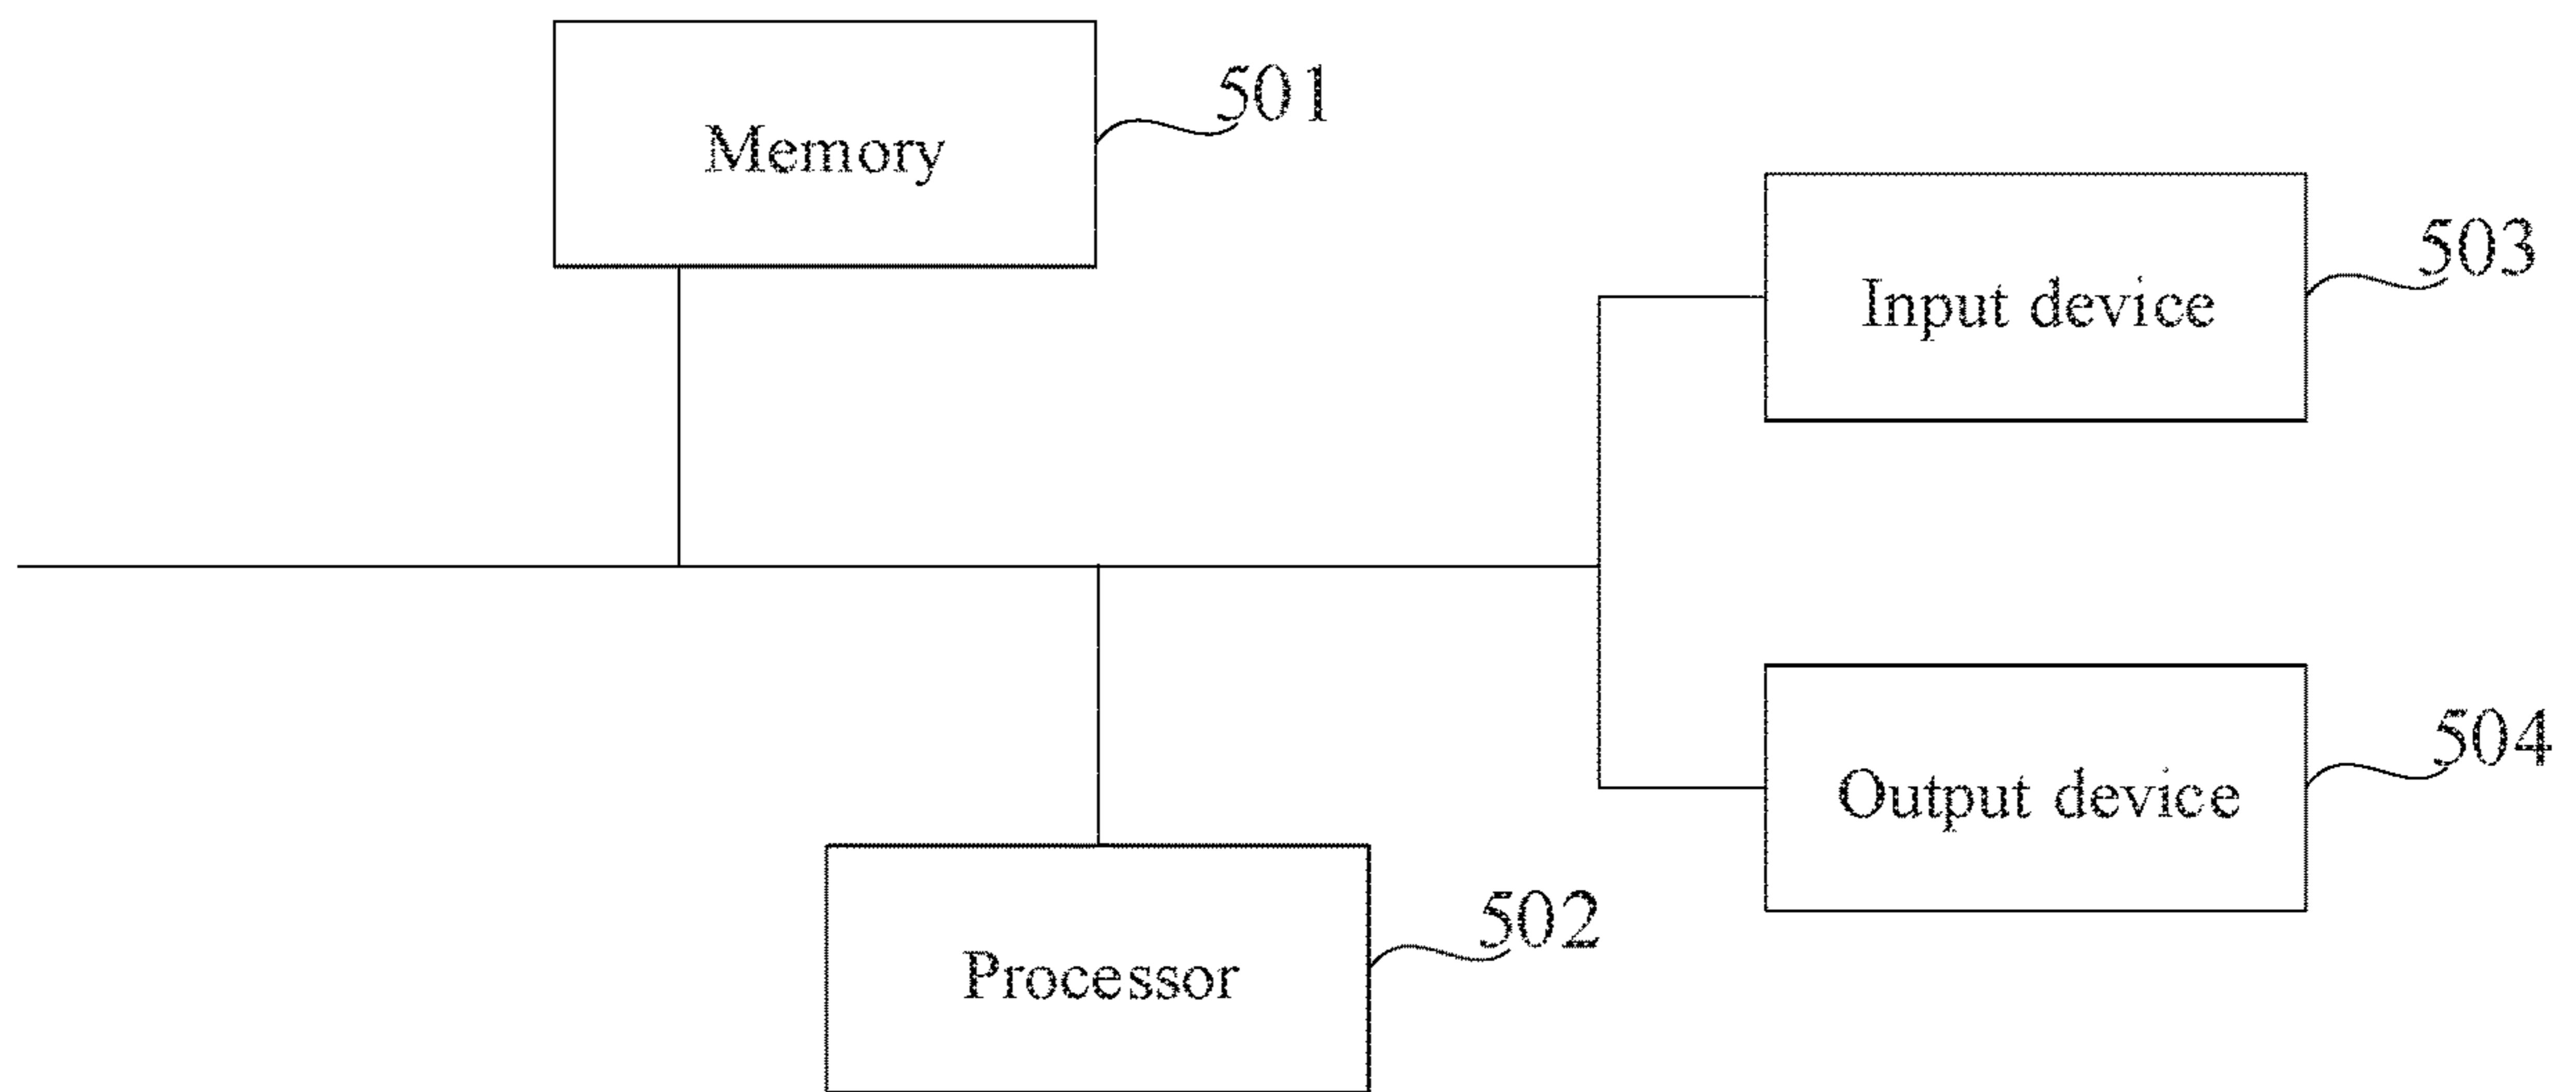 501
Memory
503
Input device
504
Output device
502
Processor